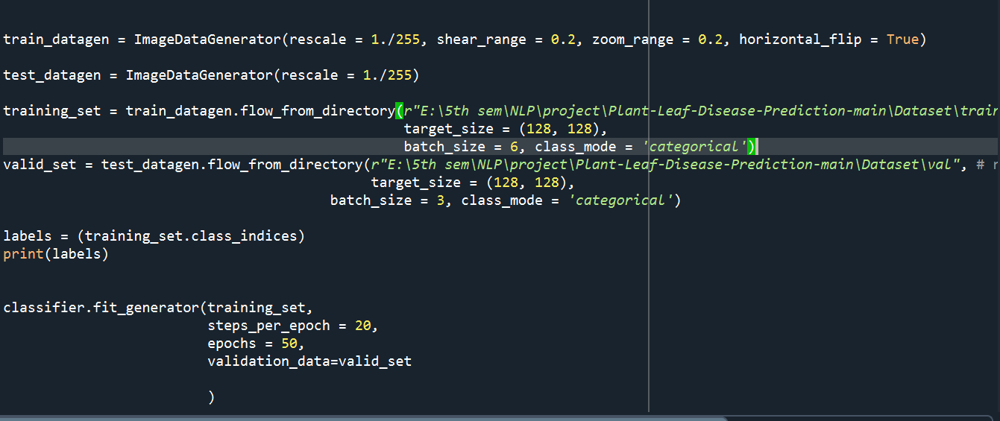 train_datagen = ImageDataGenerator(rescale = 1./255, shear_range = 0.2, zoom_range = 0.2, horizontal_flip = True)
test_datagen = ImageDataGenerator(rescale = 1./255)
training_set = train_datagen.flow_from_directory(r"E:\5th sem\NLP\project\Plant-Leaf-Disease-Prediction-main\Dataset\train
target_size = (128, 128),
batch_size = 6, class_mode = 'categorical')
valid_set = test_datagen.flow_from_directory(r"E:\5th sem\NLP\project\Plant-Leaf-Disease-Prediction-main\Dataset\val", #
target_size = (128, 128),
batch_size = 3, class_mode = 'categorical')
labels = (training_set.class_indices)
print(labels)
classifier.fit_generator(training_set,
steps_per_epoch = 20,
epochs = 50,
validation_data=valid_set
)